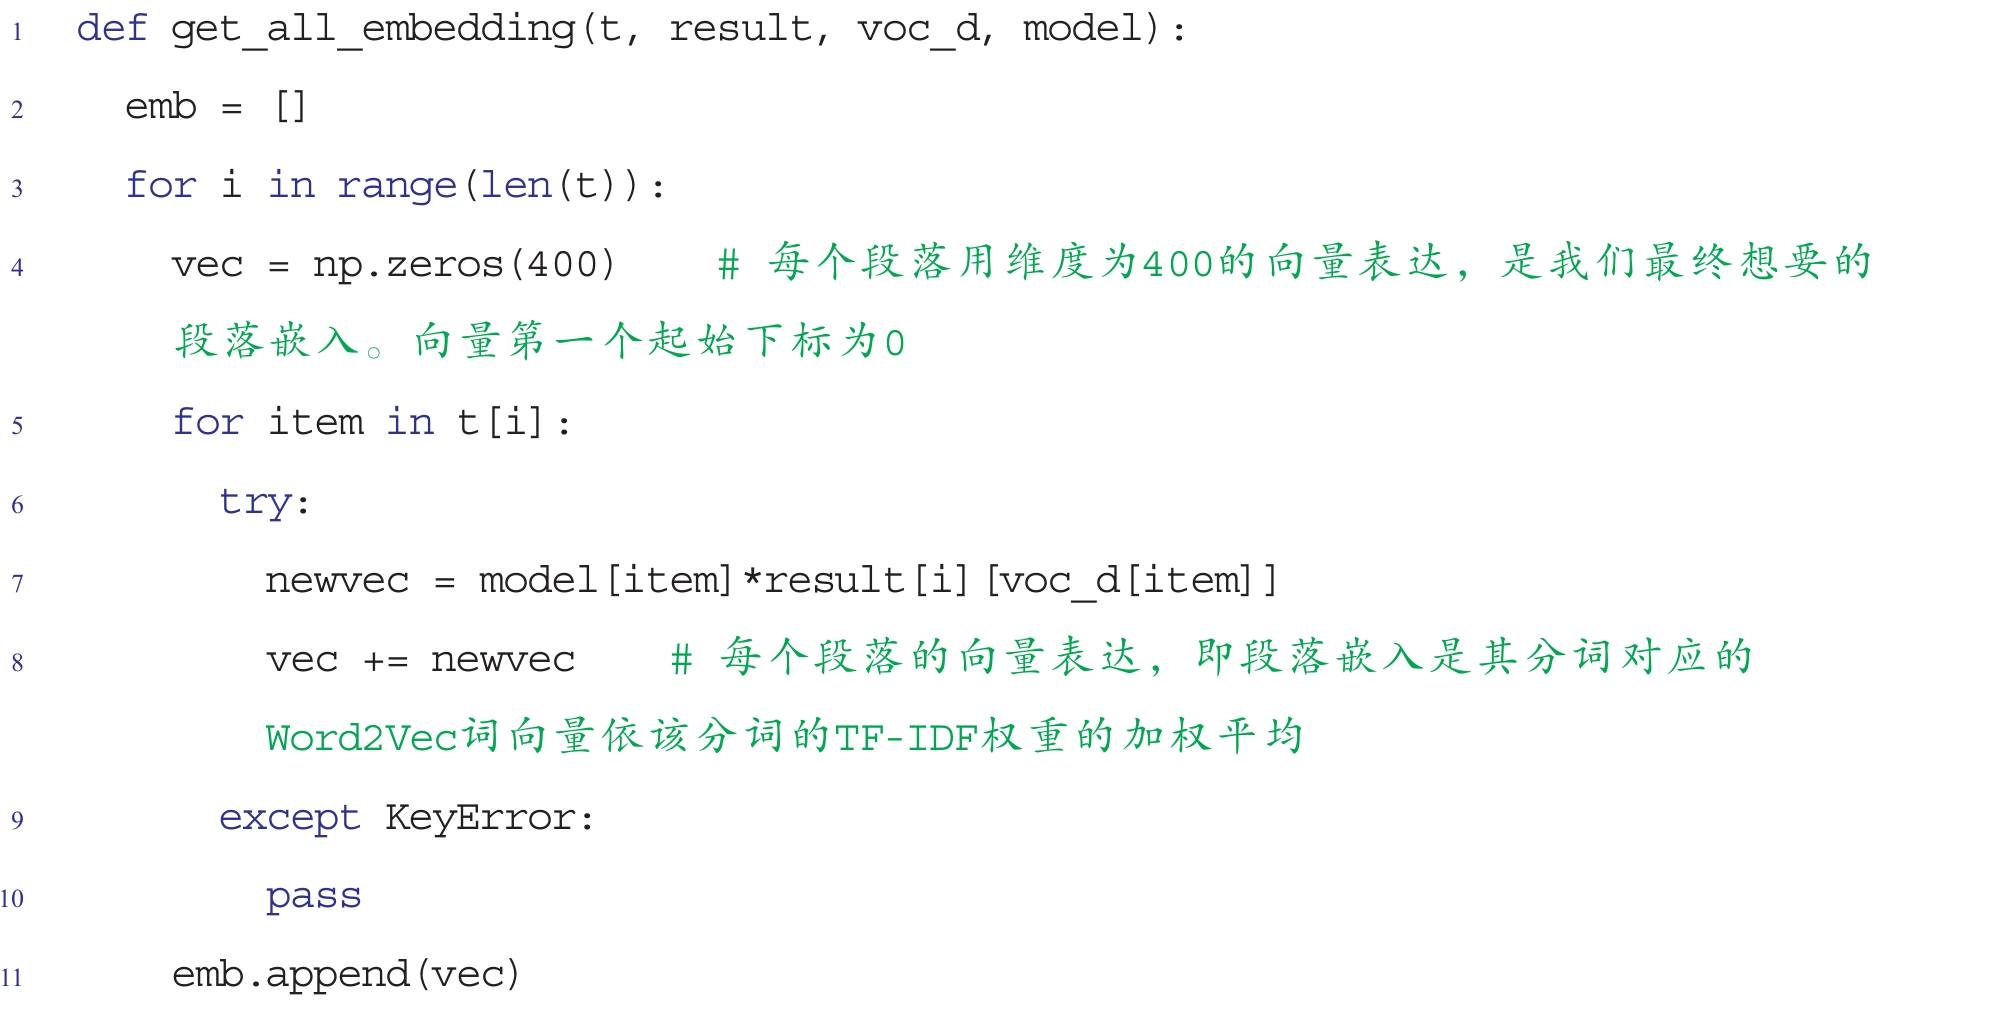 1 def get_all_embedding(t, result, voc_d, model):
2 emb = []
3 for i in range(len(t)):
4 vec = np.zeros(400) # 每个段落用维度为400的向量表达，是我们最终想要的
段落嵌入。向量第一个起始下标为0
5 for item in t[i]:
6 try:
7 newvec = model[item]*result[i][voc_d[item]]
8 vec += newvec # 每个段落的向量表达，即段落嵌入是其分词对应的
Word2Vec词向量依该分词的TF-IDF权重的加权平均
9 except KeyError:
10 pass
11 emb.append(vec)